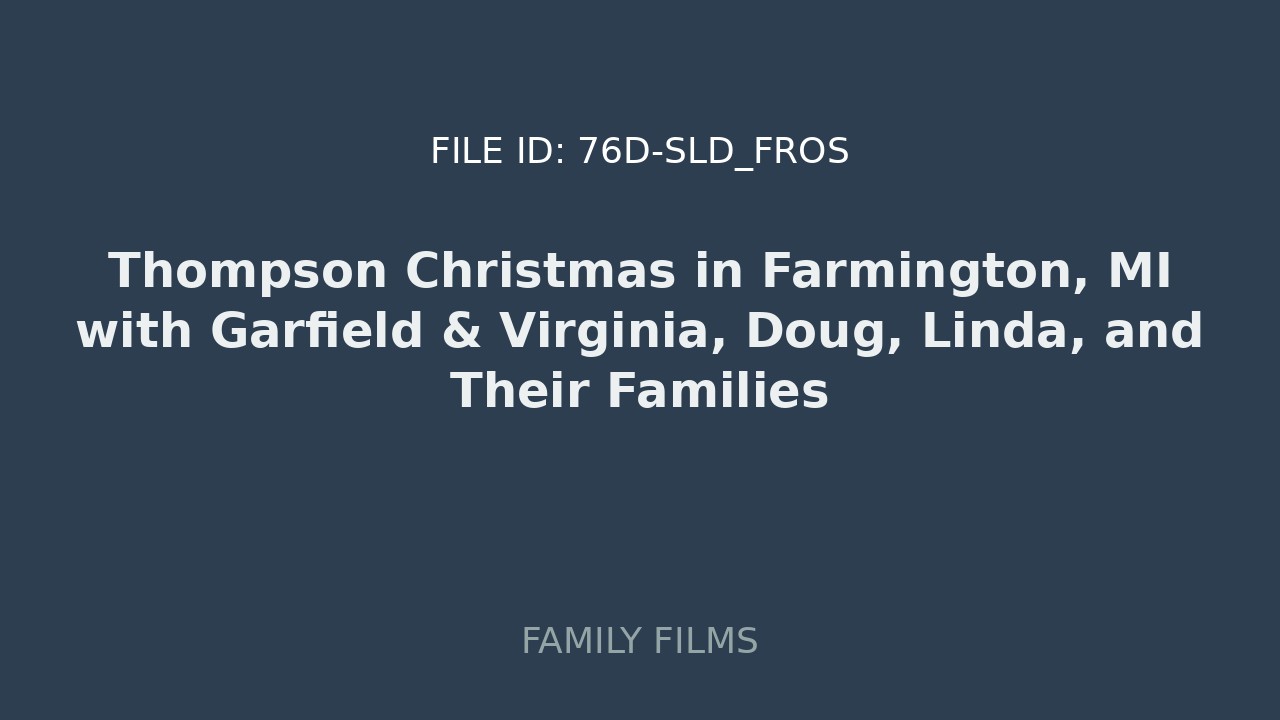 FILE ID: 76D-SLD_FROS
Thompson Christmas in Farmington, MI
with Garfield & Virginia, Doug, Linda, and
Their Families
FAMILY FILMS